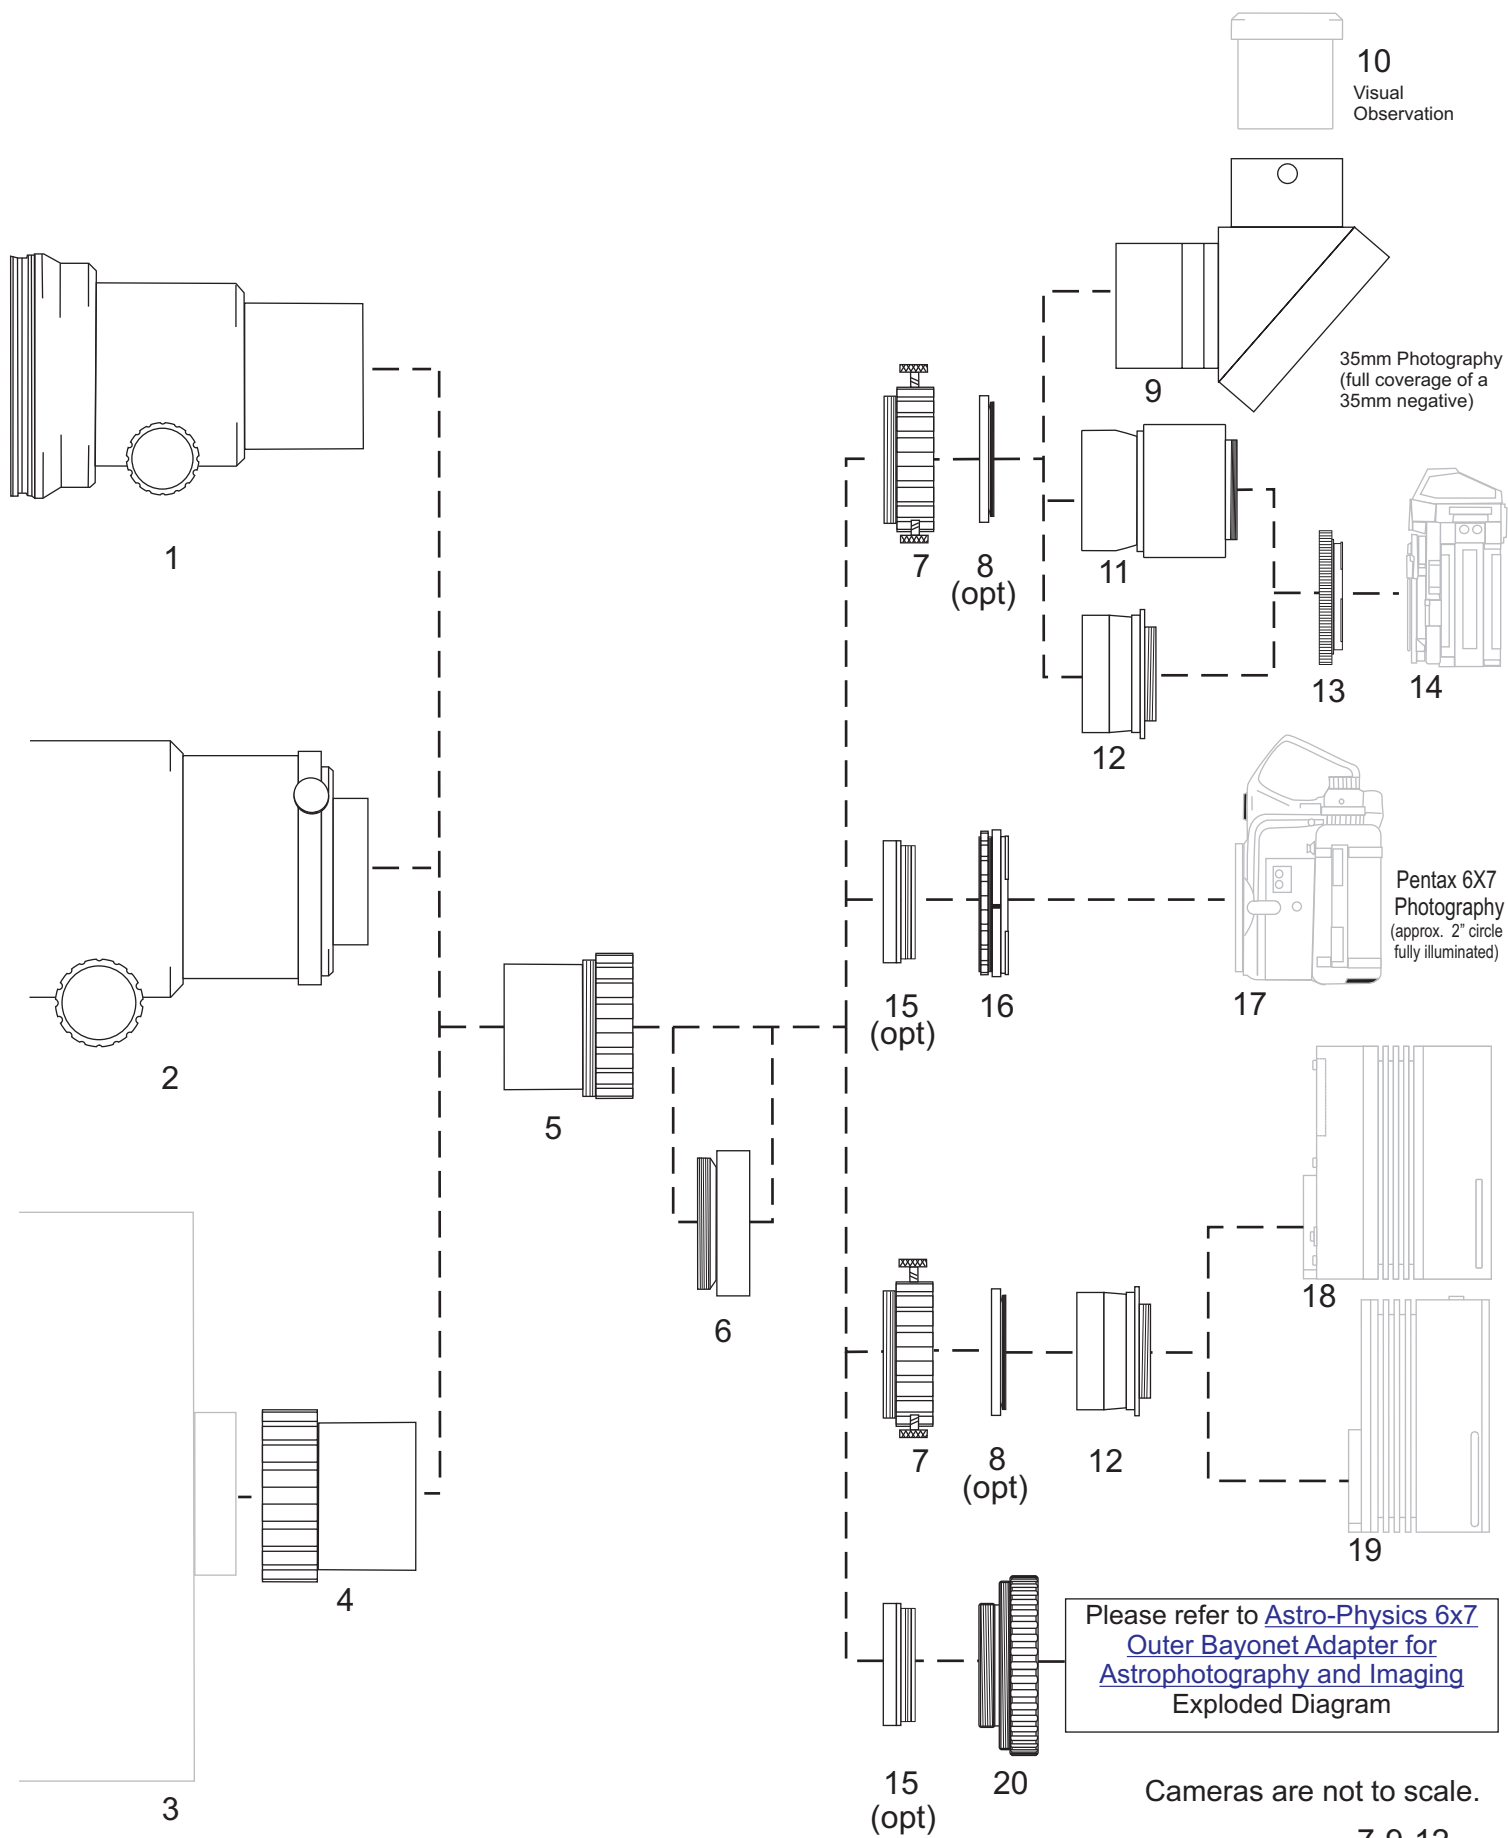 10
Visual
Observation
35mm Photography
(full coverage of a
35mm negative)
9
1
7
8
(opt)
11
13
14
12
Pentax 6X7
Photography
(approx. 2” circle
fully illuminated)
15
(opt)
16
17
2
5
6
18
7
8
(opt)
12
19
4
Please refer to Astro-Physics 6x7
Outer Bayonet Adapter for
Astrophotography and Imaging
Exploded Diagram
15
(opt)
20
3
Cameras are not to scale.
7-9-12